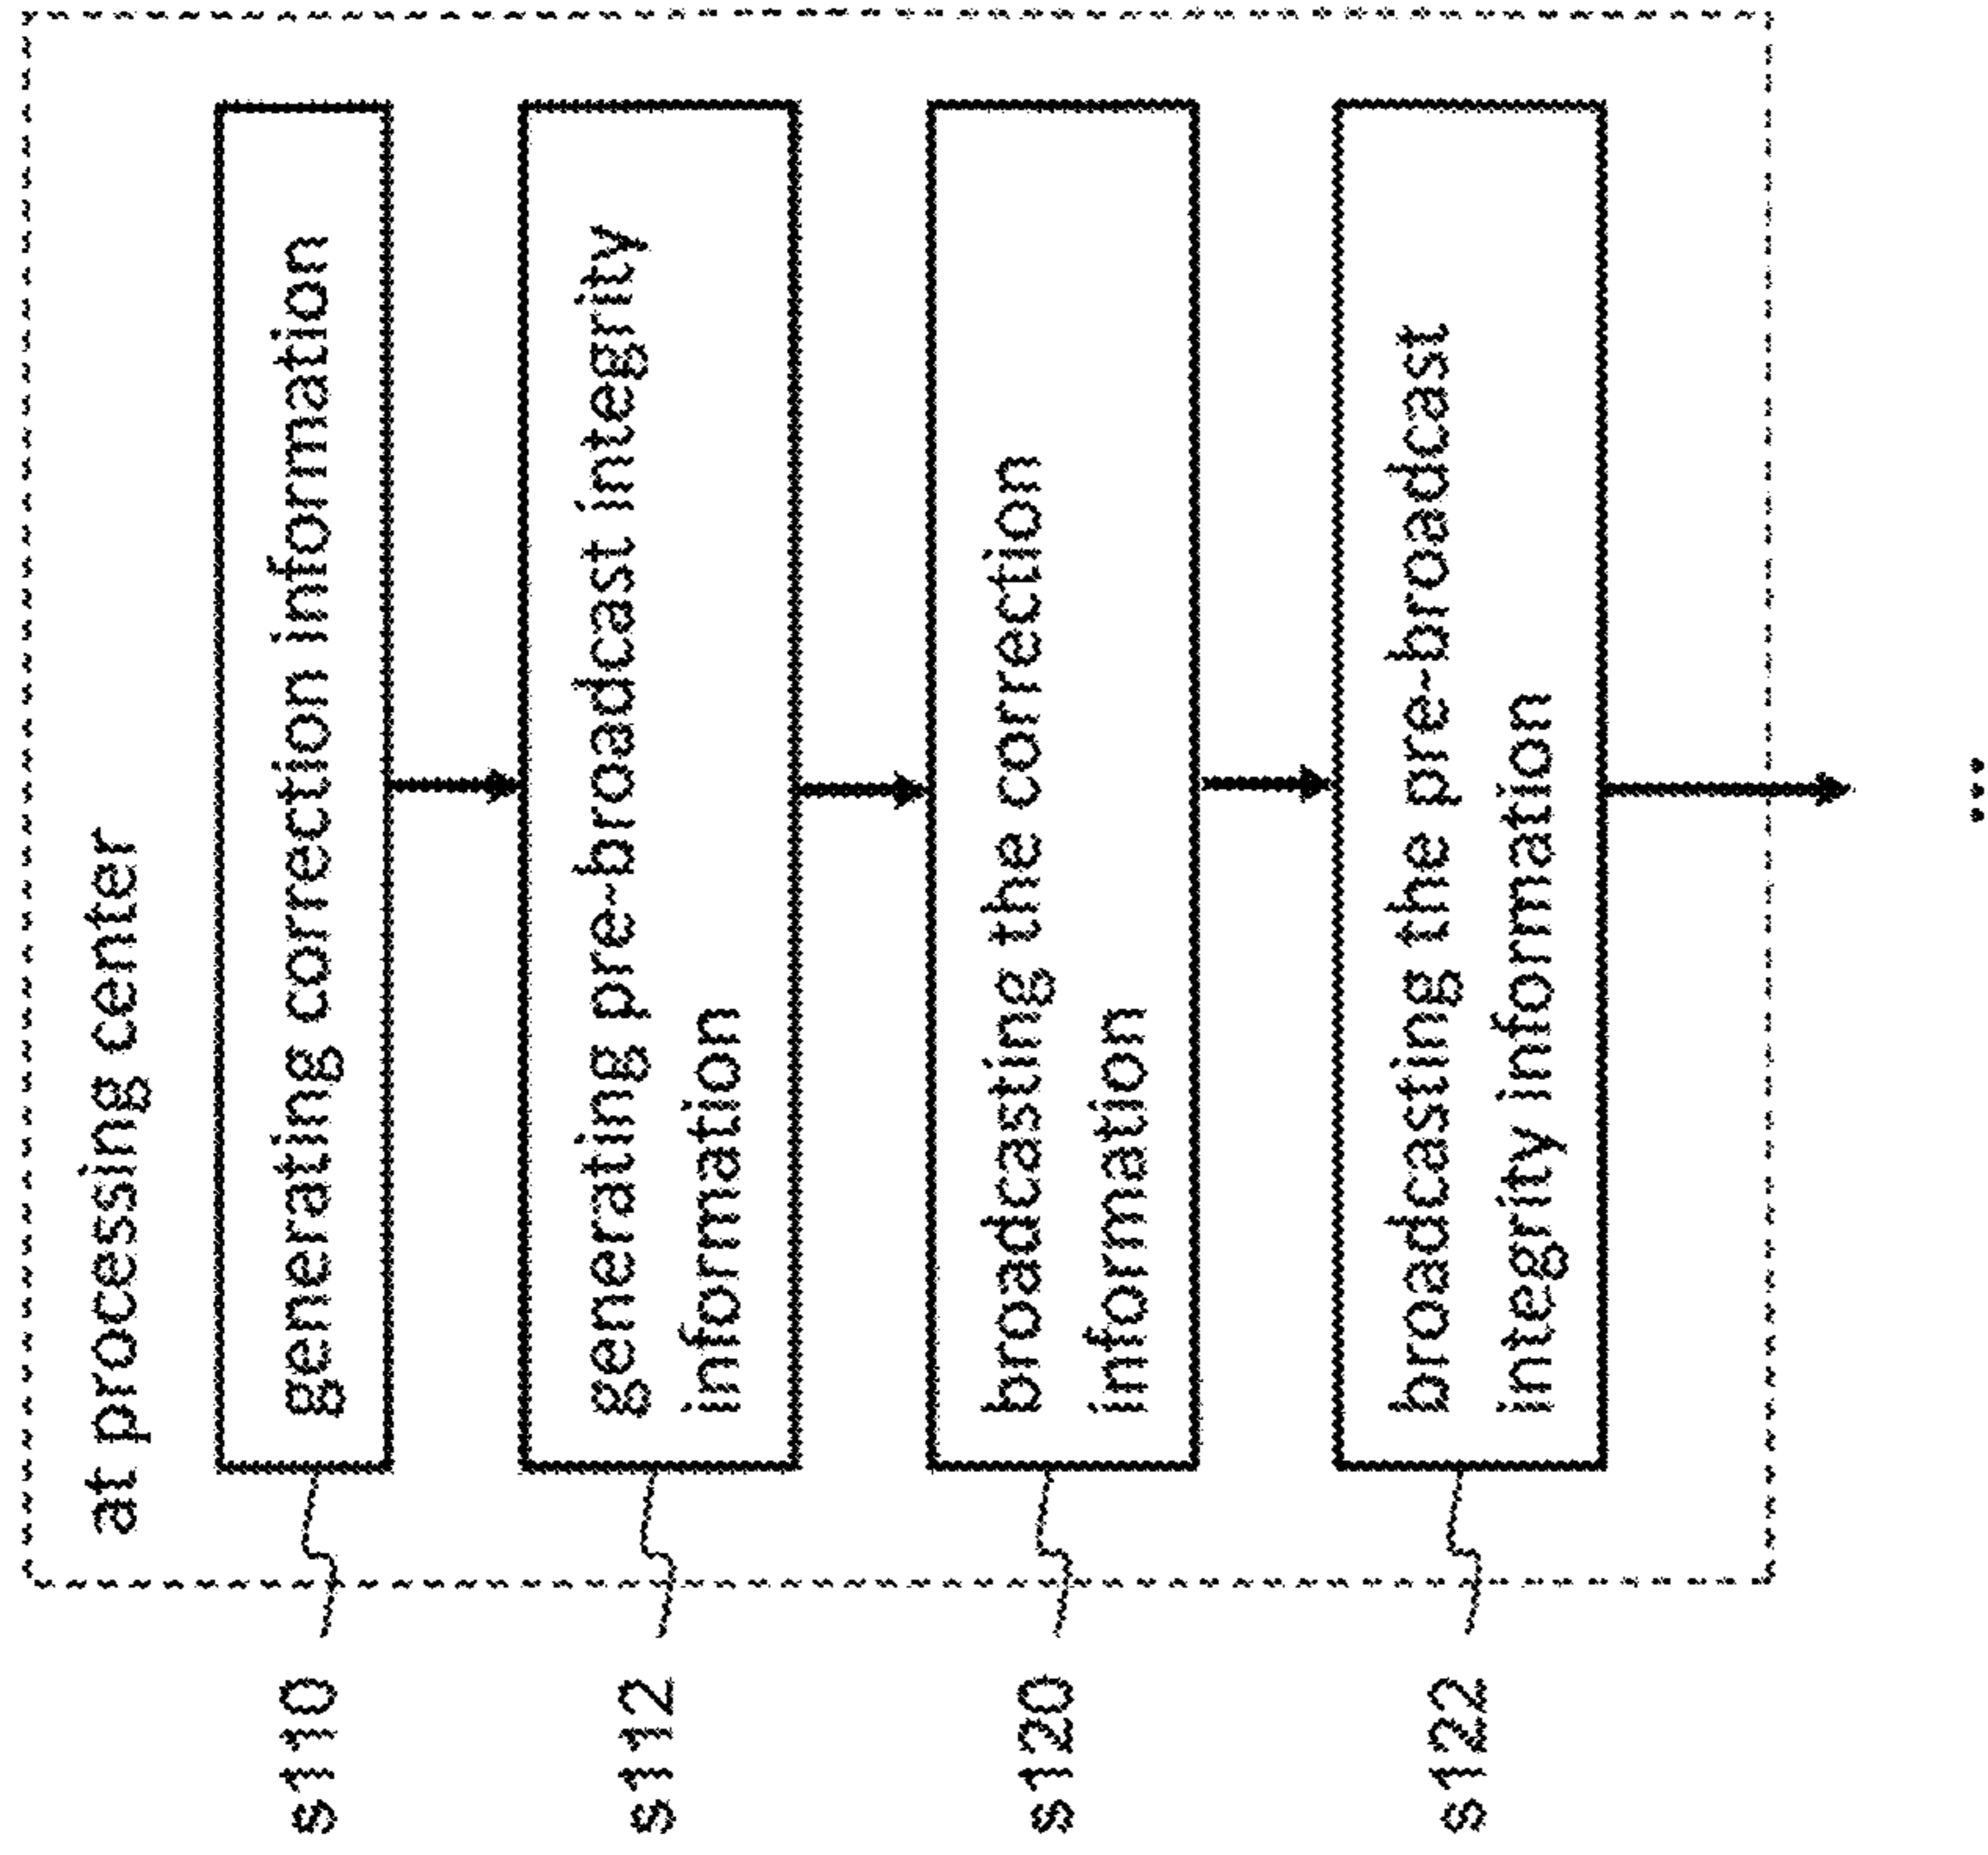 at processing center
s110
generating correction information
s112
generating pre-broadcast integrity
information
s120
broadcasting the correction
information
s122
broadcasting the pre-broadcast
integrity information
...